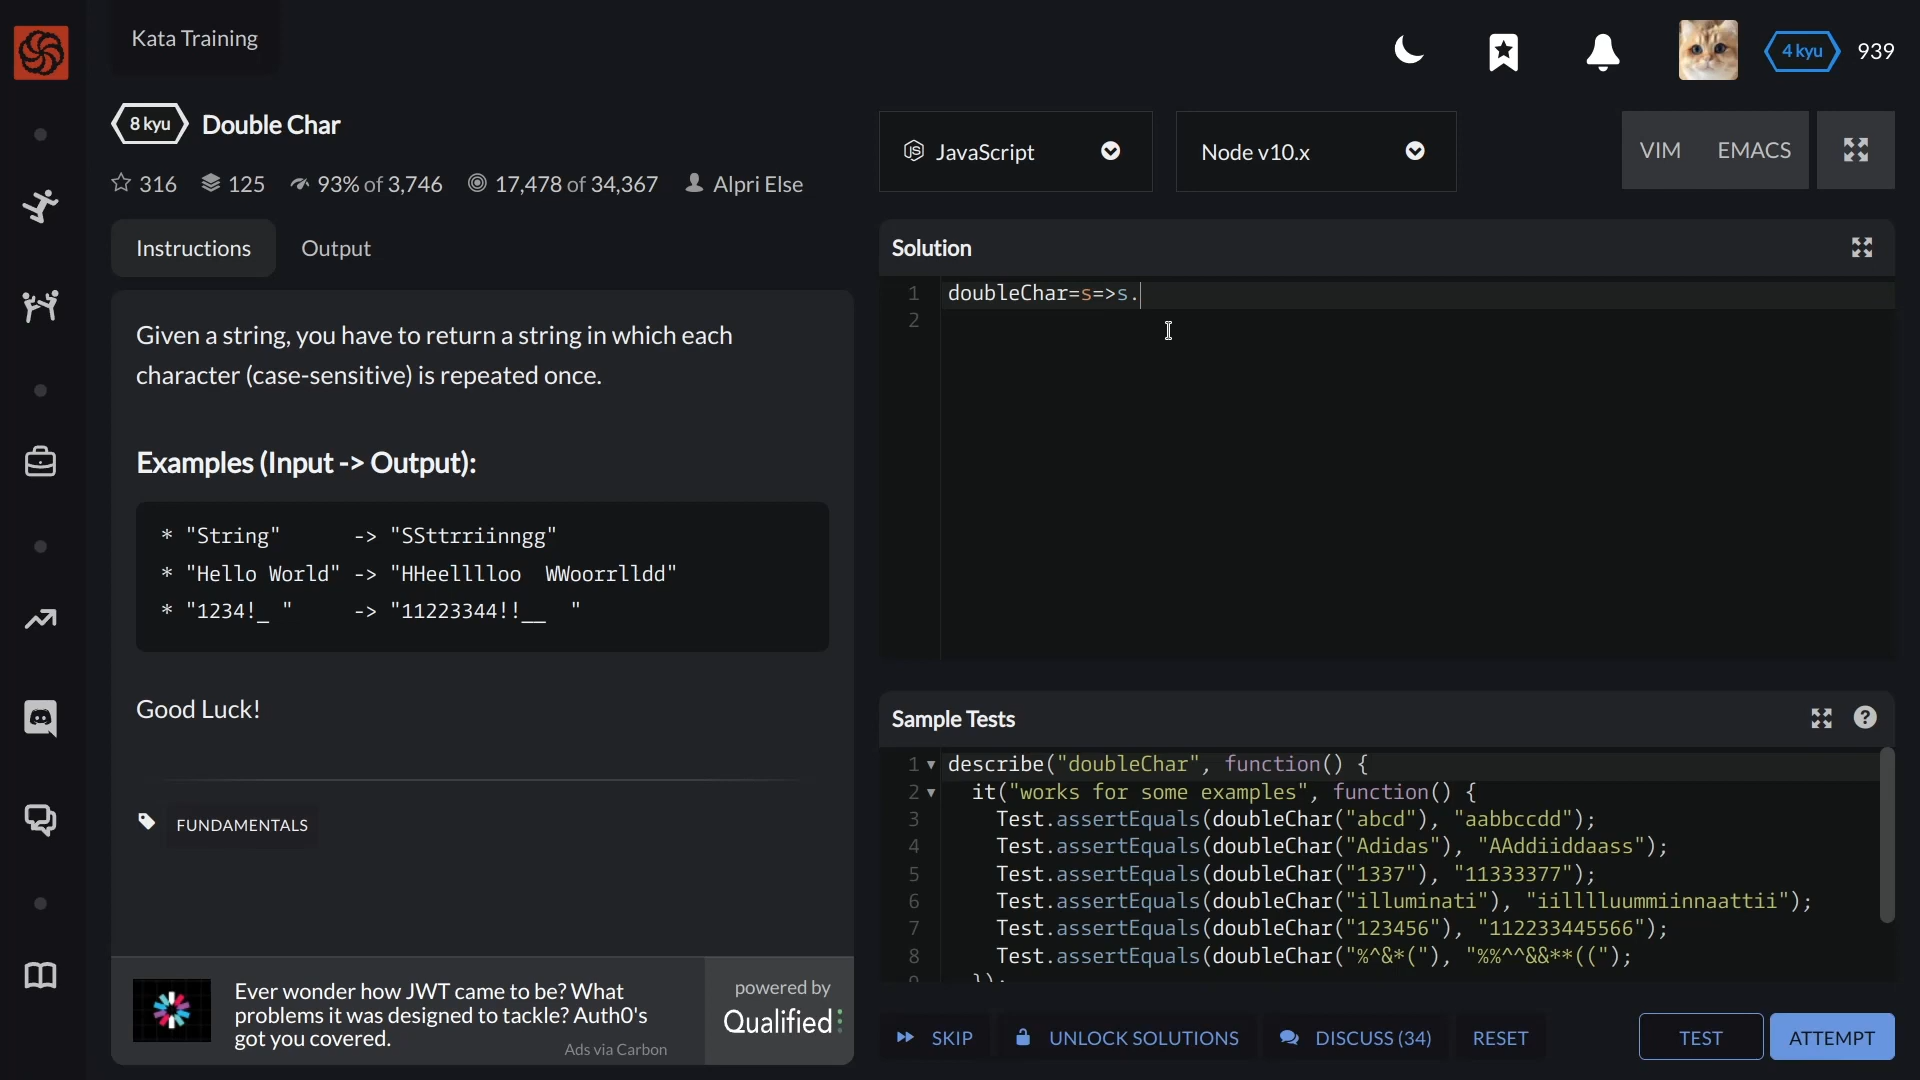 Kata Training
4 kyu
939
8 kyu
Double Char
316
125
93% of 3,746
17,478 of 34,367
Alpri Else
JavaScript
Node v10.x
VIM
EMACS
Instructions
Output
Given a string, you have to return a string in which each
character (case-sensitive) is repeated once.
Examples (Input -> Output):
* "String"      -> "SSttrriinngg"
* "Hello World" -> "HHeelllloo  WWoorrlldd"
* "1234!_ "     -> "11223344!!__  "
Good Luck!
FUNDAMENTALS
Ever wonder how JWT came to be? What
problems it was designed to tackle? Auth0's
got you covered.
Ads via Carbon
powered by
Qualified
Solution
1 doubleChar=s=>s.
2
Sample Tests
1 describe("doubleChar", function() {
2   it("works for some examples", function() {
3     Test.assertEquals(doubleChar("abcd"), "aabbccdd");
4     Test.assertEquals(doubleChar("Adidas"), "AAddiiddaass");
5     Test.assertEquals(doubleChar("1337"), "11333377");
6     Test.assertEquals(doubleChar("illuminati"), "iilllluummiinnaattii");
7     Test.assertEquals(doubleChar("123456"), "112233445566");
8     Test.assertEquals(doubleChar("%^&*("), "%%^^&&**((");
SKIP
UNLOCK SOLUTIONS
DISCUSS (34)
RESET
TEST
ATTEMPT